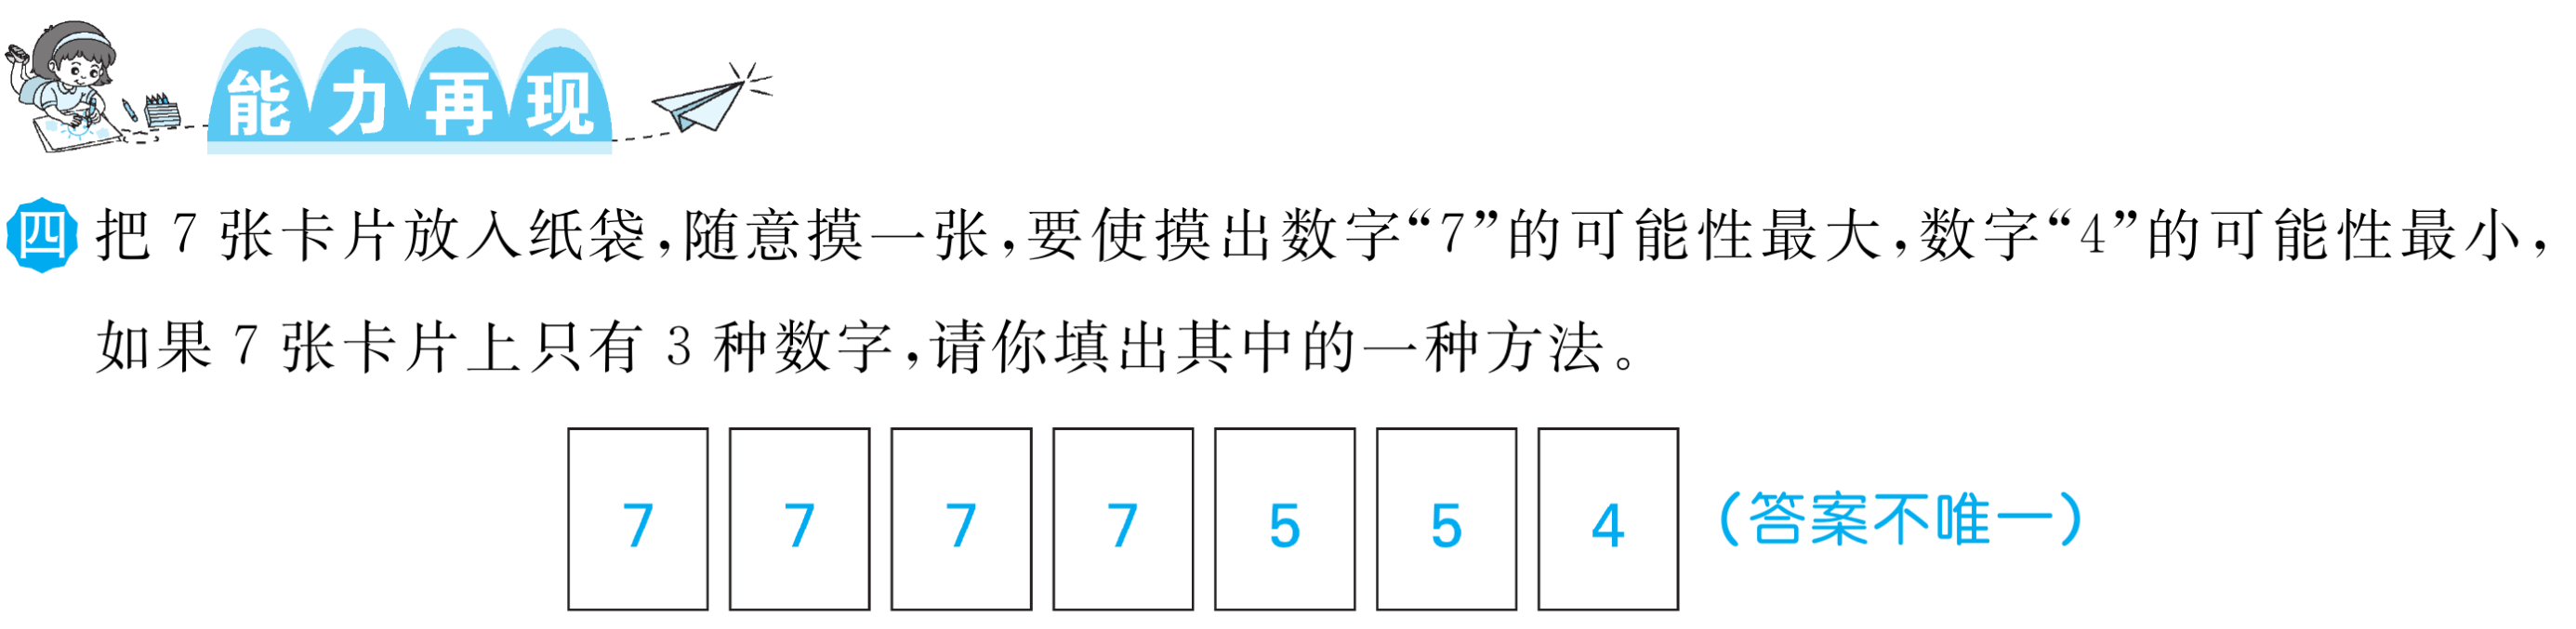 能力再现
四 把 7 张卡片放入纸袋,随意摸一张,要使摸出数字“7”的可能性最大,数字“4”的可能性最小,
如果 7 张卡片上只有 3 种数字,请你填出其中的一种方法。
7 7 7 7 5 5 4 (答案不唯一)